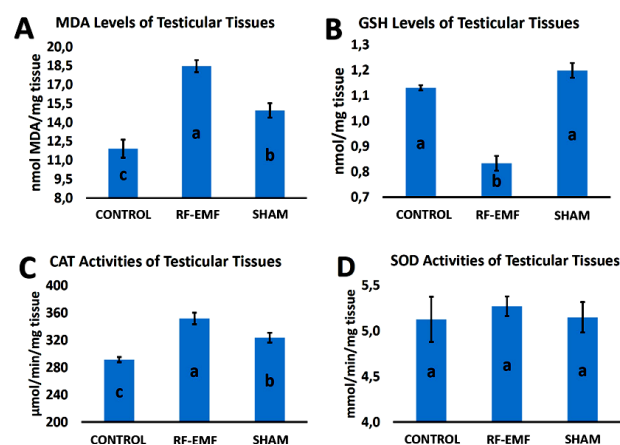 A
MDA Levels of Testicular Tissues
nmol MDA/mg tissue
20,0
18,5
17,0
15,5
14,0
12,5
11,0
9,5
8,0
c
a
b
CONTROL RF-EMF SHAM
B
GSH Levels of Testicular Tissues
nmol/mg tissue
1,3
1,2
1,1
1,0
0,9
0,8
0,7
a
b
a
CONTROL RF-EMF SHAM
C
CAT Activities of Testicular Tissues
µmol/min/mg tissue
400
360
320
280
240
200
c
a
b
CONTROL RF-EMF SHAM
D
SOD Activities of Testicular Tissues
mmol/min/mg tissue
5,5
5,0
4,5
4,0
a
a
a
CONTROL RF-EMF SHAM